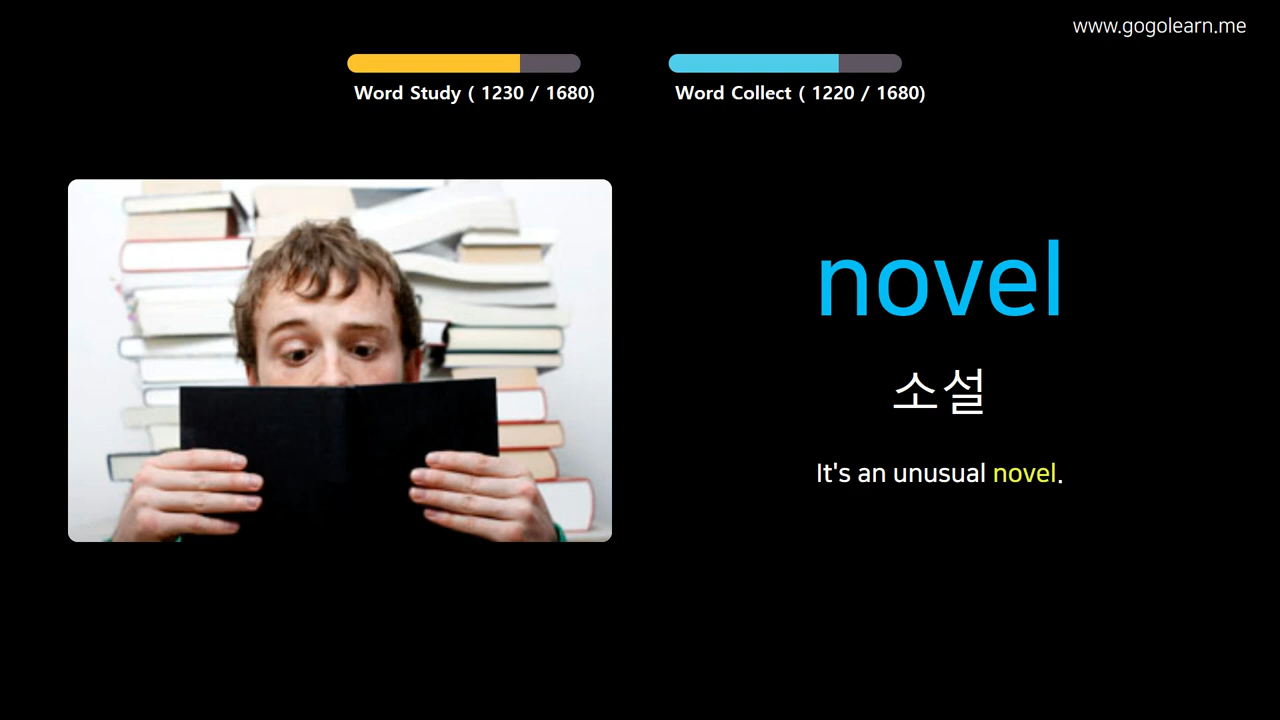 www.gogolearn.me
Word Study ( 1230 / 1680)
Word Collect ( 1220 / 1680)
novel
소설
It's an unusual novel.